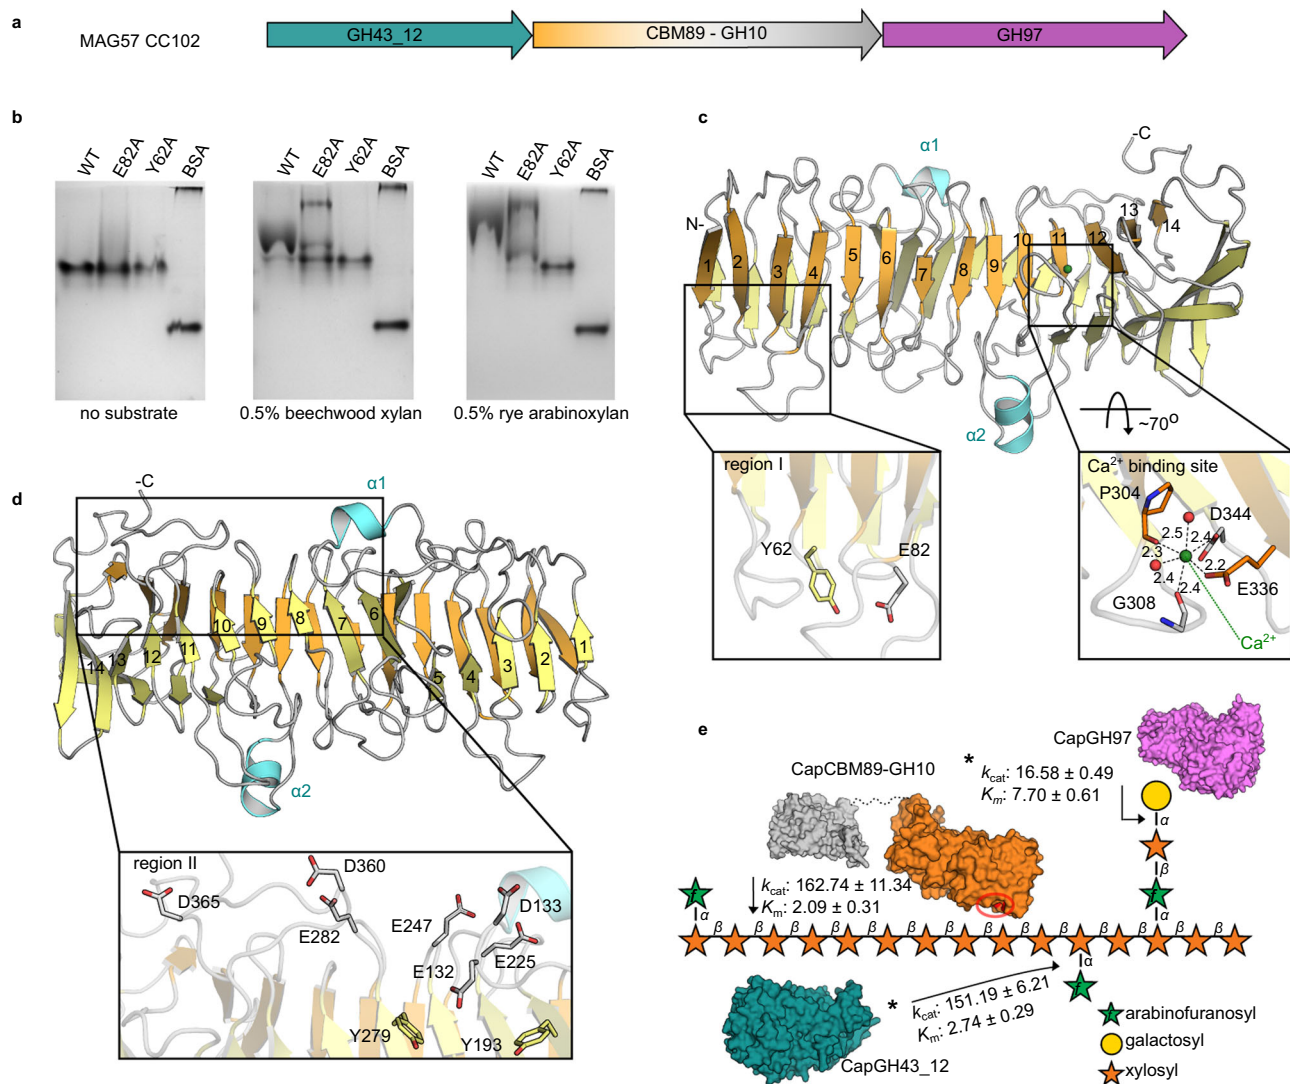 a
MAG57 CC102
GH43_12
CBM89 - GH10
GH97
b
WT
E82A
Y62A
BSA
WT
E82A
Y62A
BSA
WT
E82A
Y62A
BSA
no substrate
0.5% beechwood xylan
0.5% rye arabinoxylan
c
N-
-C
α1
α2
1
2
3
4
5
6
7
8
9
10
11
12
13
14
~70°
region I
Y62
E82
Ca²⁺ binding site
P304
D344
2.5
2.4
2.3
2.2
2.4
2.4
E336
G308
Ca²⁺
d
-C
α1
α2
14
13
12
11
10
9
8
7
6
5
4
3
2
1
region II
D360
D365
E282
E247
D133
E225
E132
Y279
Y193
e
CapGH97
CapCBM89-GH10
*
kcat: 16.58 ± 0.49
Km: 7.70 ± 0.61
α
β
f
α
kcat: 162.74 ± 11.34
Km: 2.09 ± 0.31
f
α
β β β β β β β β β β β β β β
α
f
*
kcat: 151.19 ± 6.21
Km: 2.74 ± 0.29
CapGH43_12
f arabinofuranosyl
galactosyl
xylosyl